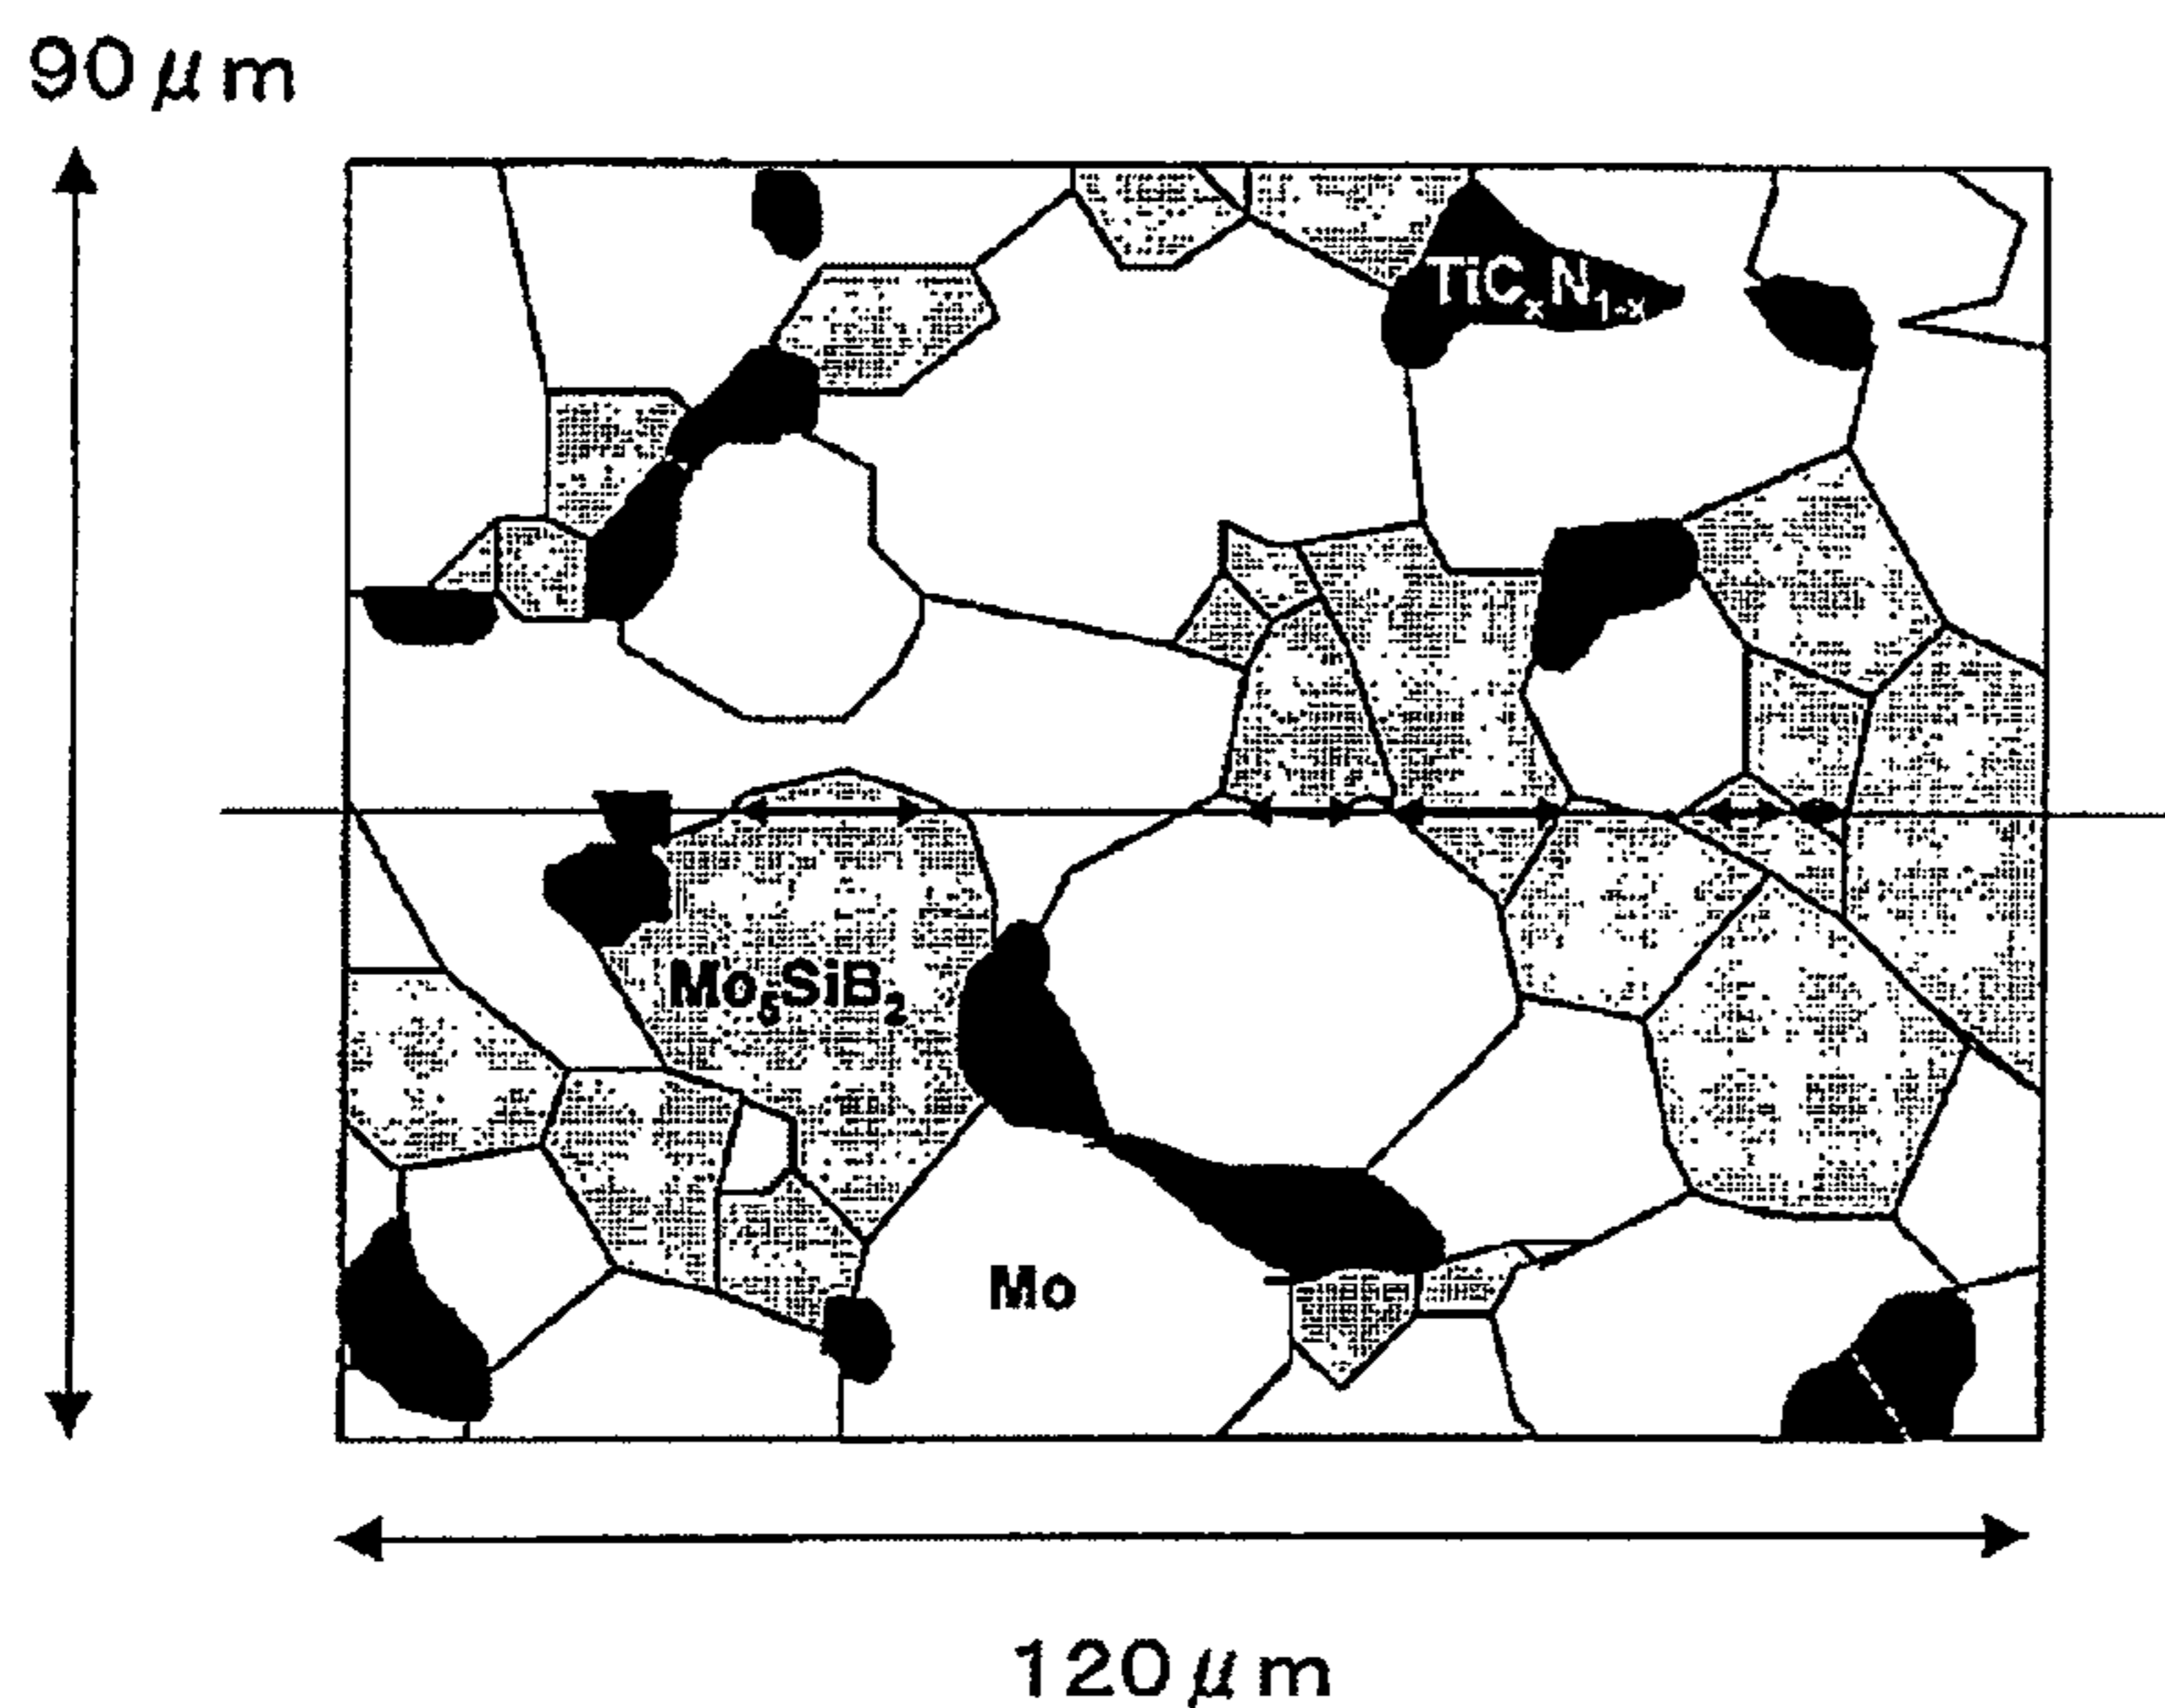 90μm
TiCₓN₁₋ₓ
Mo₅SiB₂
Mo
120μm